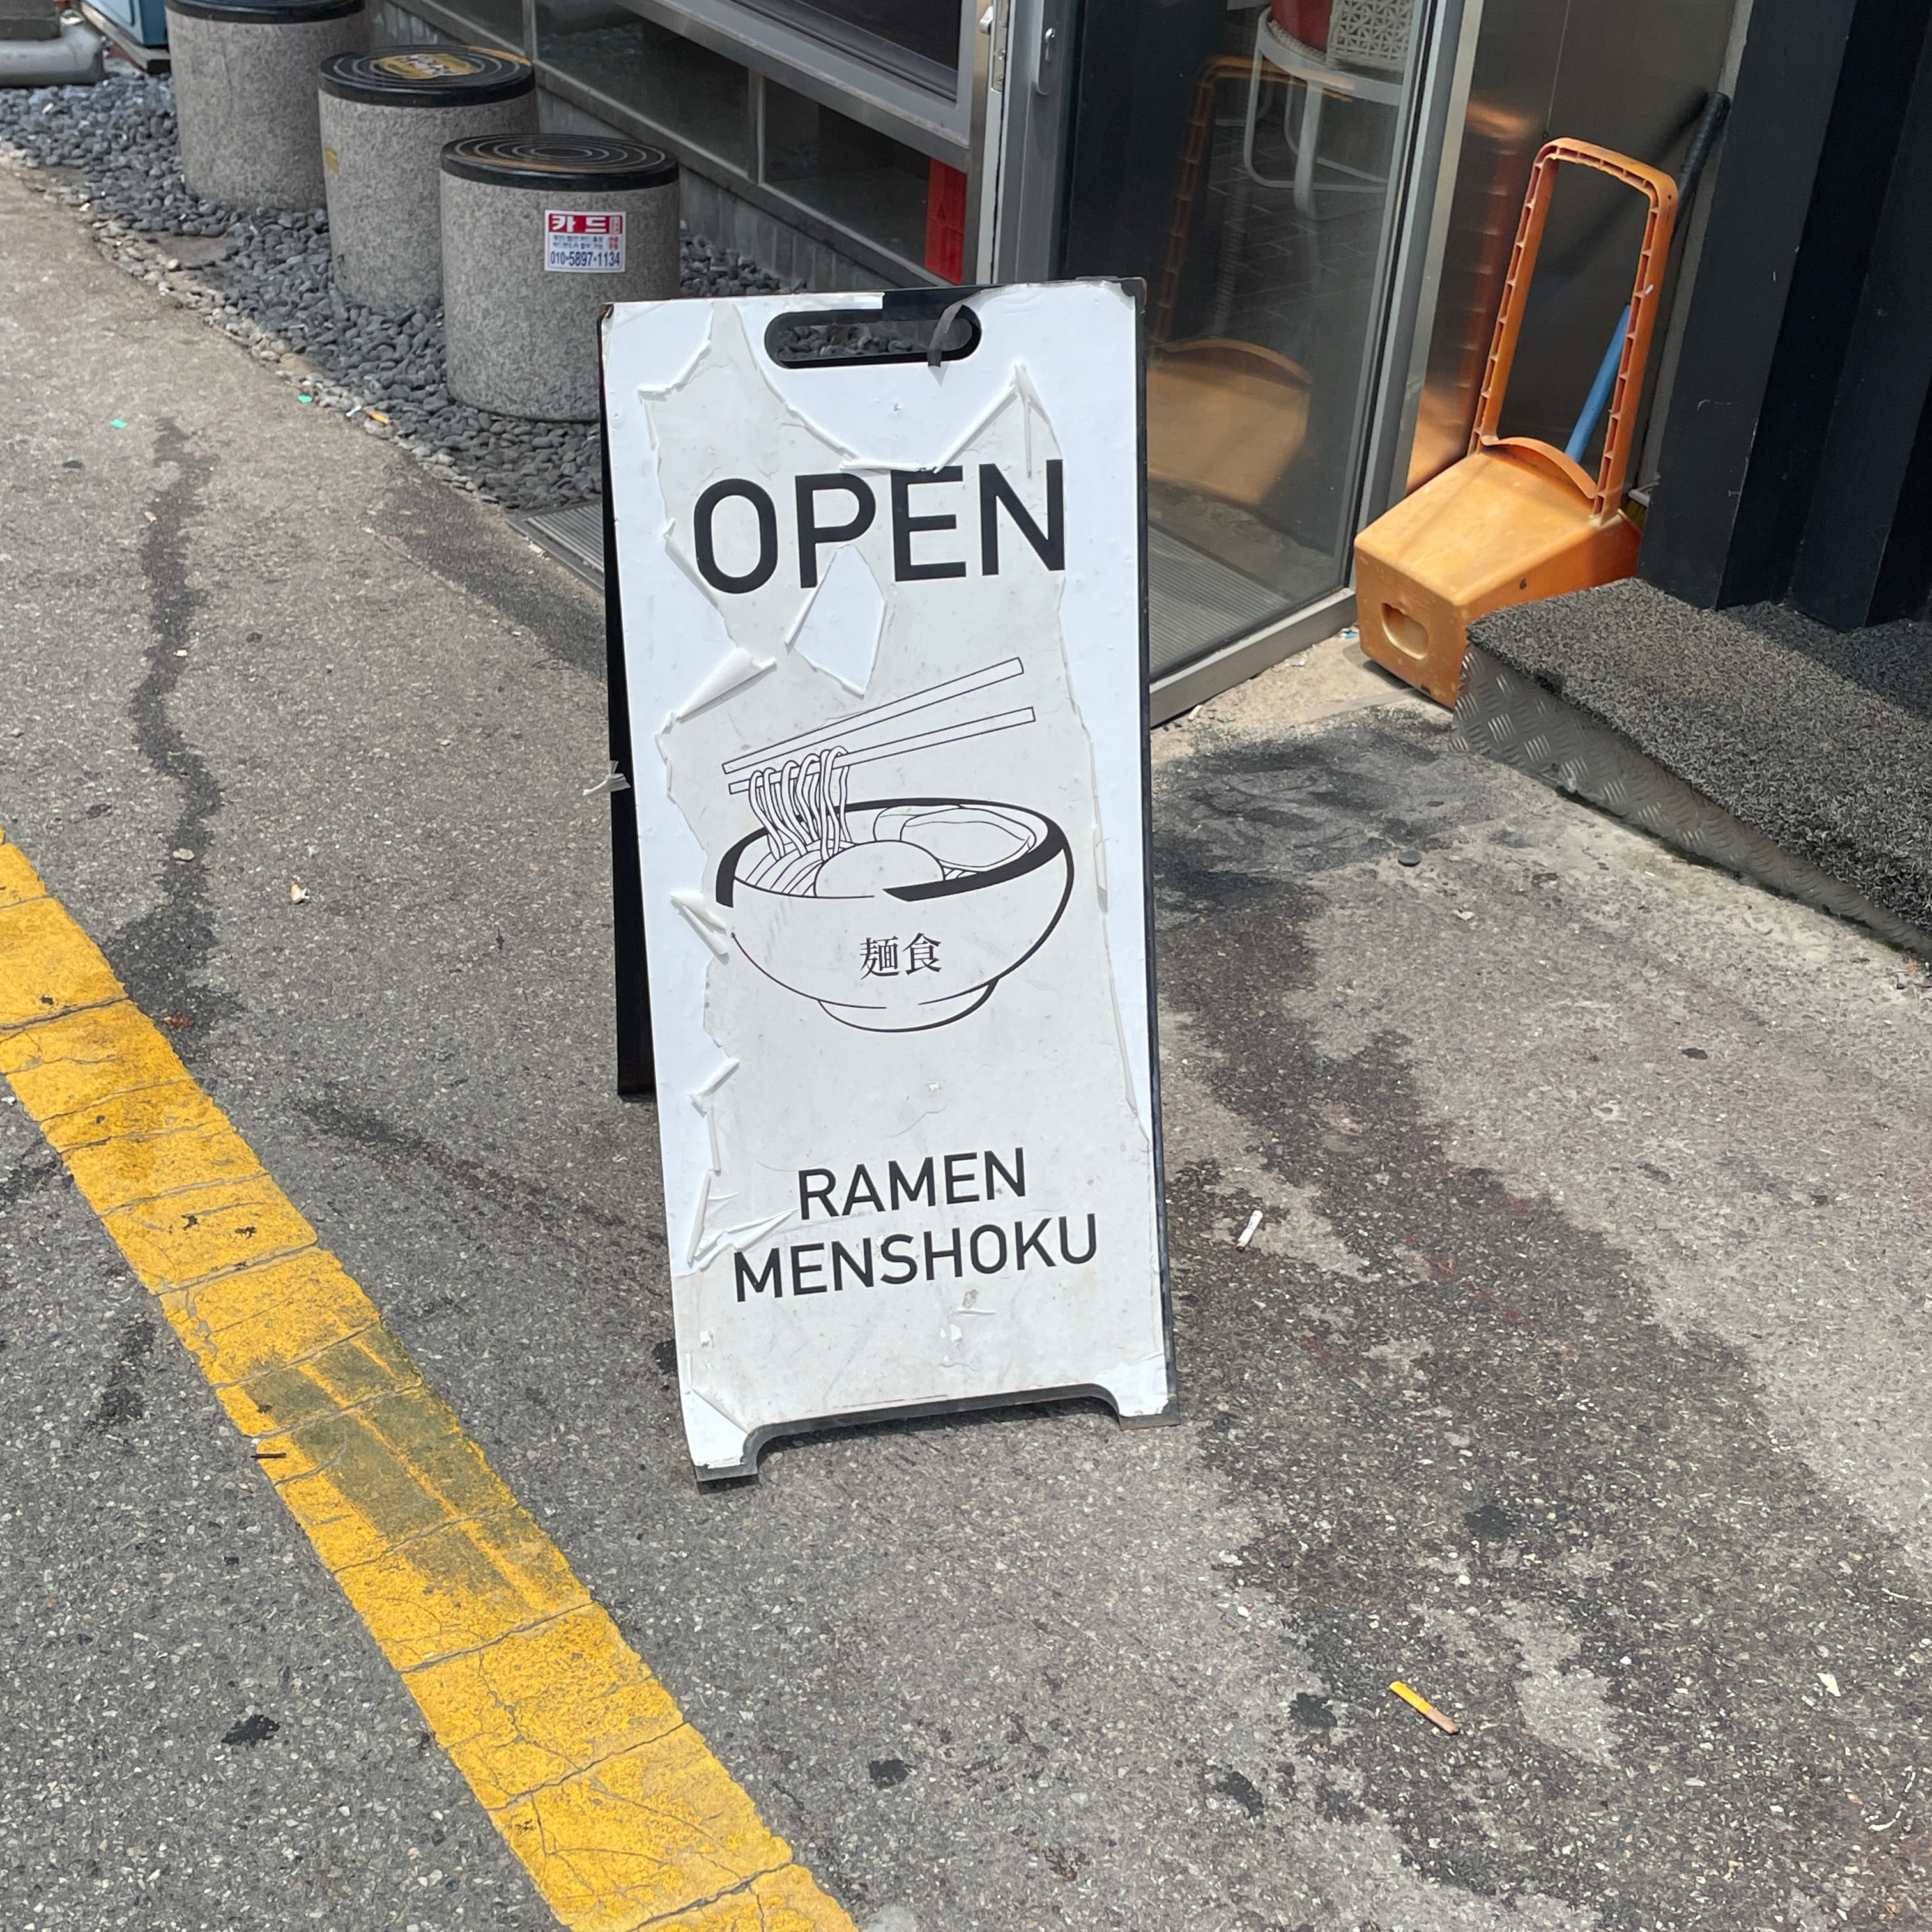 카드
010-5897-1134
OPEN
麺食
RAMEN
MENSHOKU